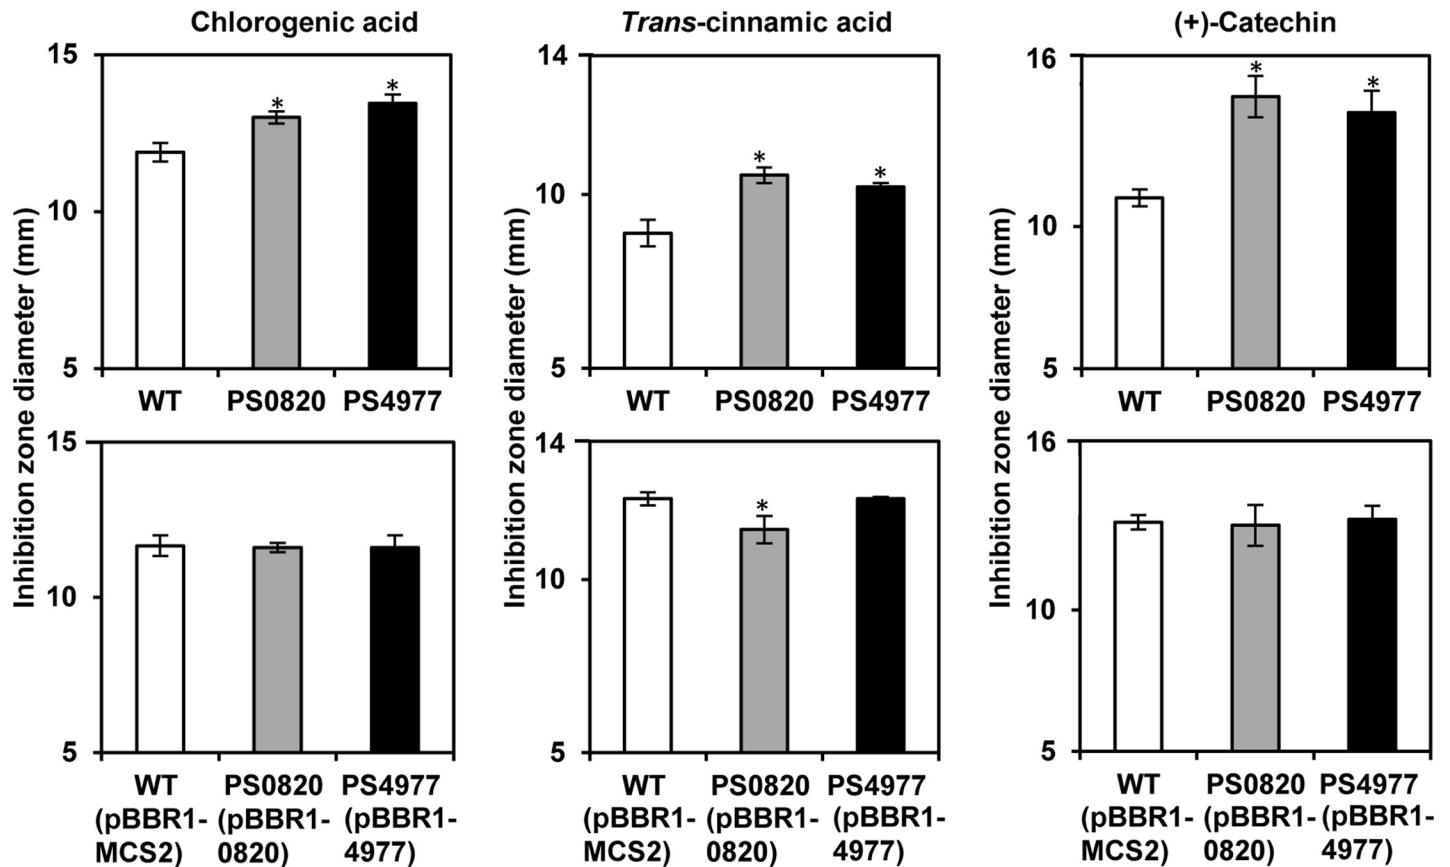 Chlorogenic acid
Trans-cinnamic acid
(+)-Catechin
Inhibition zone diameter (mm)
15
10
5
*
*
WT
PS0820
PS4977
15
10
5
WT
(pBBR1-
MCS2)
PS0820
(pBBR1-
0820)
PS4977
(pBBR1-
4977)
Inhibition zone diameter (mm)
14
10
5
*
*
WT
PS0820
PS4977
14
10
5
*
WT
(pBBR1-
MCS2)
PS0820
(pBBR1-
0820)
PS4977
(pBBR1-
4977)
Inhibition zone diameter (mm)
16
10
5
*
*
WT
PS0820
PS4977
16
10
5
WT
(pBBR1-
MCS2)
PS0820
(pBBR1-
0820)
PS4977
(pBBR1-
4977)